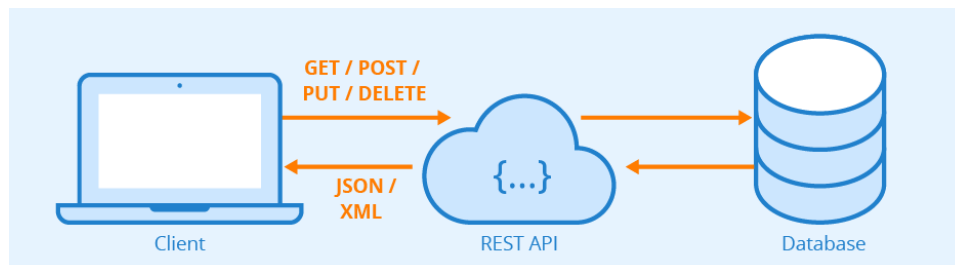 GET / POST /
PUT / DELETE
{...}
JSON /
XML
Client
REST API
Database